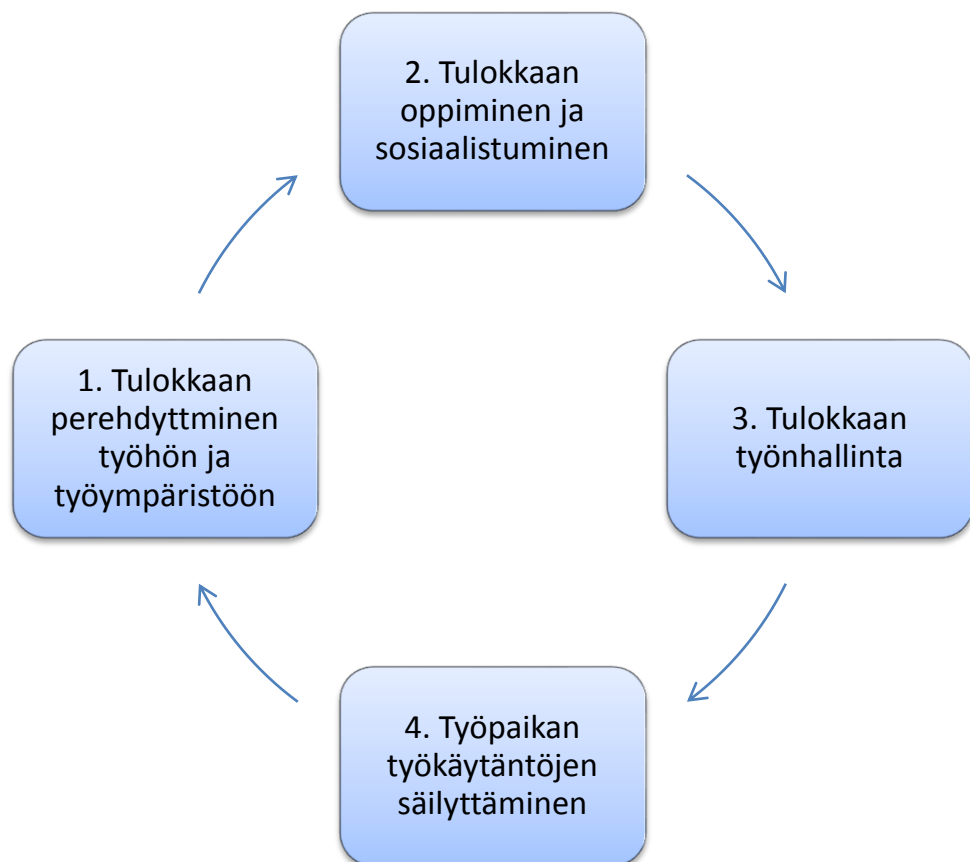 2. Tulokkaan
oppiminen ja
sosiaalistuminen
1. Tulokkaan
perehdyttminen
työhön ja
työympäristöön
3. Tulokkaan
työnhallinta
4. Työpaikan
työkäytäntöjen
säilyttäminen